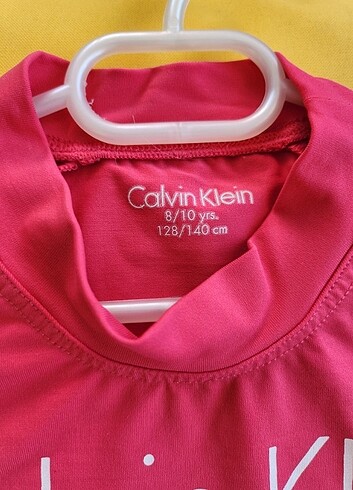 Calvin Klein
8/10 yrs.
128/140 cm